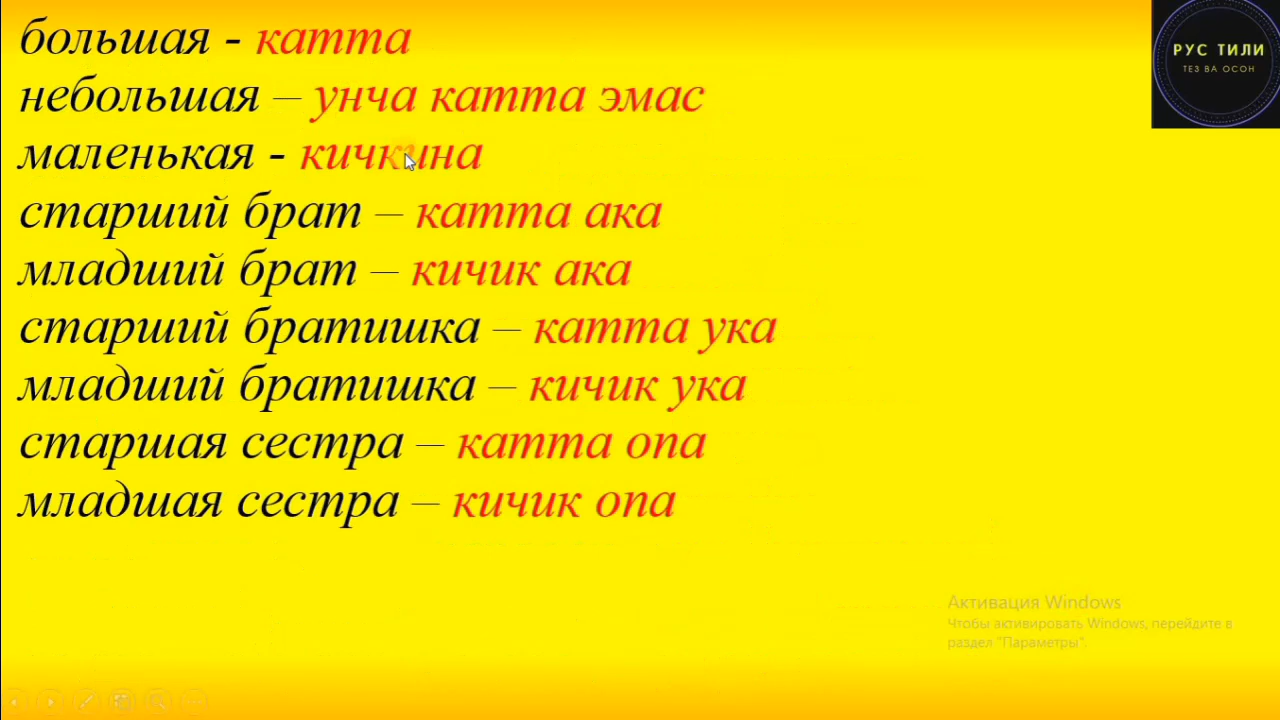 большая - катта
небольшая – унча катта эмас
маленькая - кичкина
старший брат – катта ака
младший брат – кичик ака
старший братишка – катта ука
младший братишка – кичик ука
старшая сестра – катта опа
младшая сестра – кичик опа
РУС ТИЛИ
ТЕЗ ВА ОСОН
Активация Windows
Чтобы активировать Windows, перейдите в
раздел "Параметры".